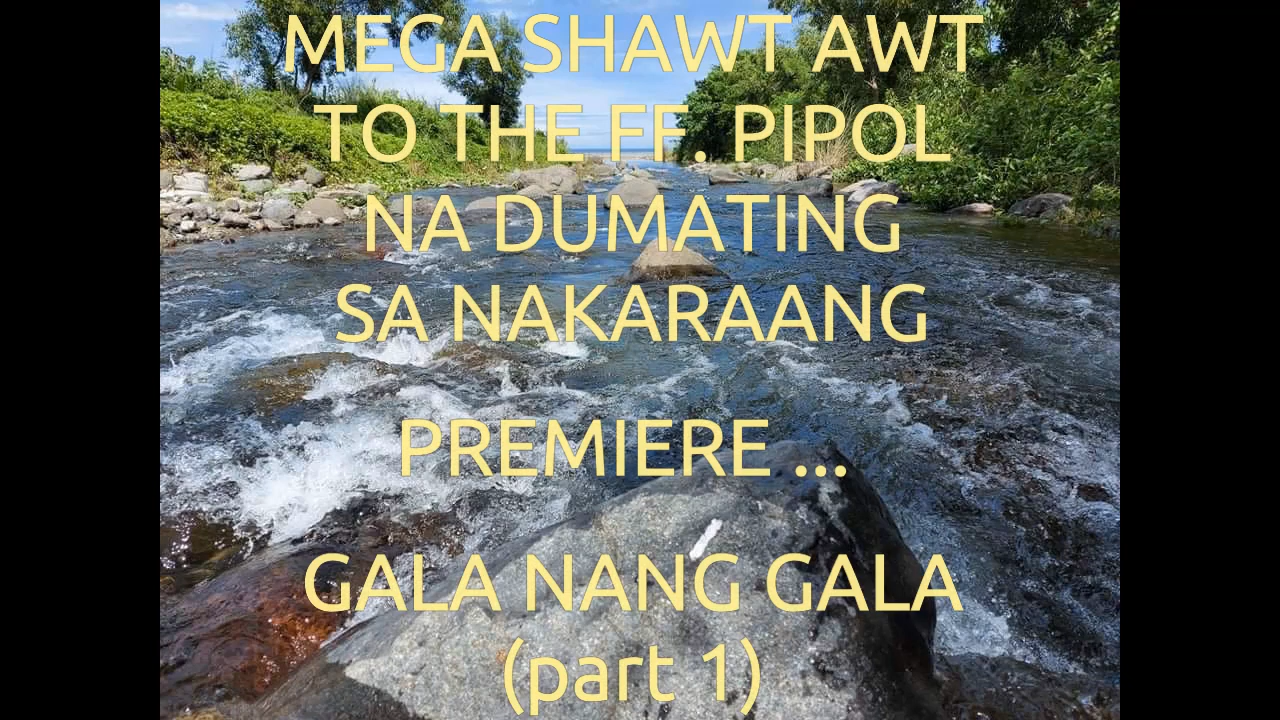 MEGA SHAWT AWT
TO THE FF. PIPOL
NA DUMATING
SA NAKARAANG
PREMIERE ...
GALA NANG GALA
(part 1)